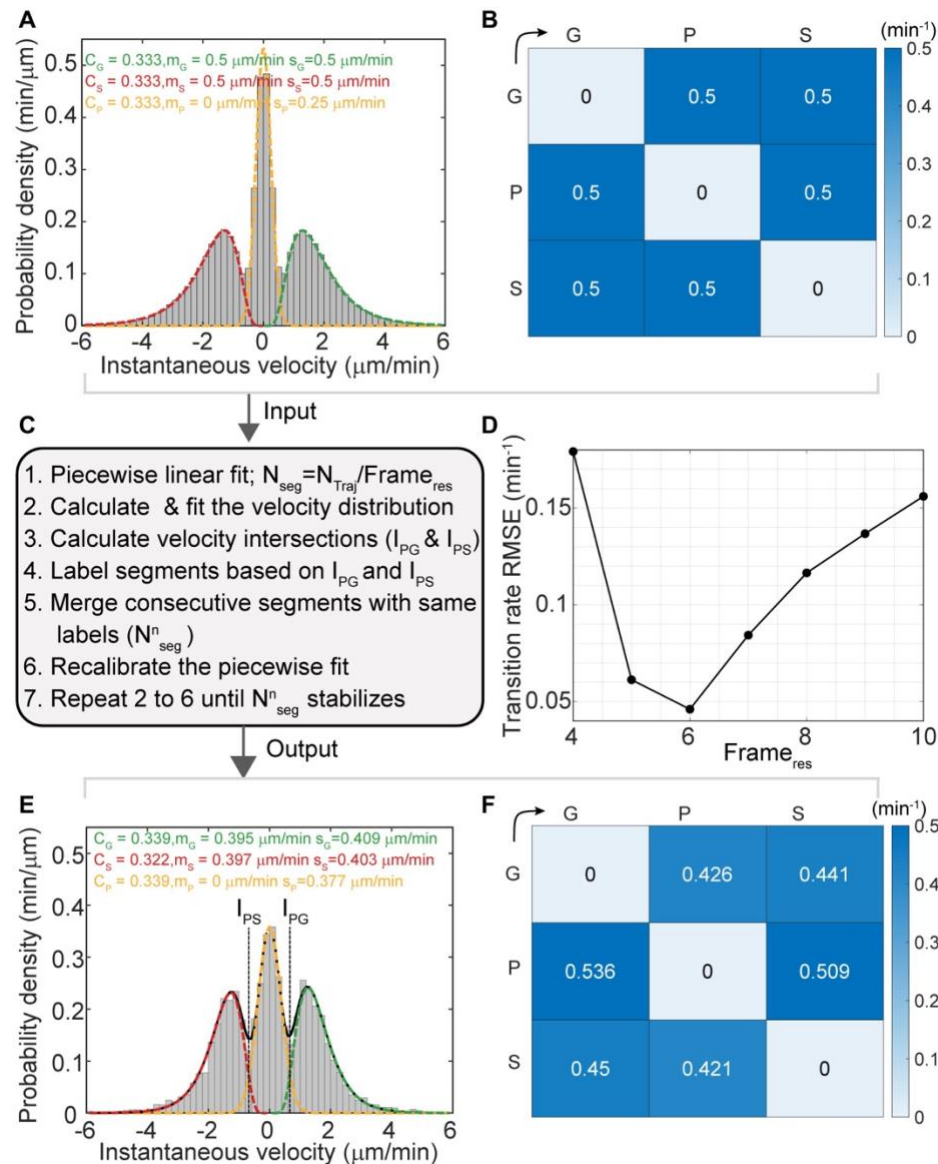 A
C_G = 0.333,m_G = 0.5 μm/min s_G=0.5 μm/min
C_S = 0.333,m_S = 0.5 μm/min s_S=0.5 μm/min
C_P = 0.333,m_P = 0 μm/min s_P=0.25 μm/min
Probability density (min/μm)
0.5
0.4
0.3
0.2
0.1
0
-6 -4 -2 0 2 4 6
Instantaneous velocity (μm/min)
B
G P S
(min⁻¹)
G 0 0.5 0.5
P 0.5 0 0.5
S 0.5 0.5 0
0.5
0.4
0.3
0.2
0.1
0
Input
C
1. Piecewise linear fit; N_seg=N_Traj/Frame_res
2. Calculate & fit the velocity distribution
3. Calculate velocity intersections (I_PG & I_PS)
4. Label segments based on I_PG and I_PS
5. Merge consecutive segments with same
labels (N^n_seg)
6. Recalibrate the piecewise fit
7. Repeat 2 to 6 until N^n_seg stabilizes
D
Transition rate RMSE (min⁻¹)
0.15
0.1
0.05
4 6 8 10
Frame_res
Output
E
C_G = 0.339,m_G = 0.395 μm/min s_G=0.409 μm/min
C_S = 0.322,m_S = 0.397 μm/min s_S=0.403 μm/min
C_P = 0.339,m_P = 0 μm/min s_P=0.377 μm/min
I_PS I_PG
Probability density (min/μm)
0.5
0.4
0.3
0.2
0.1
0
-6 -4 -2 0 2 4 6
Instantaneous velocity (μm/min)
F
G P S
(min⁻¹)
G 0 0.426 0.441
P 0.536 0 0.509
S 0.45 0.421 0
0.5
0.4
0.3
0.2
0.1
0